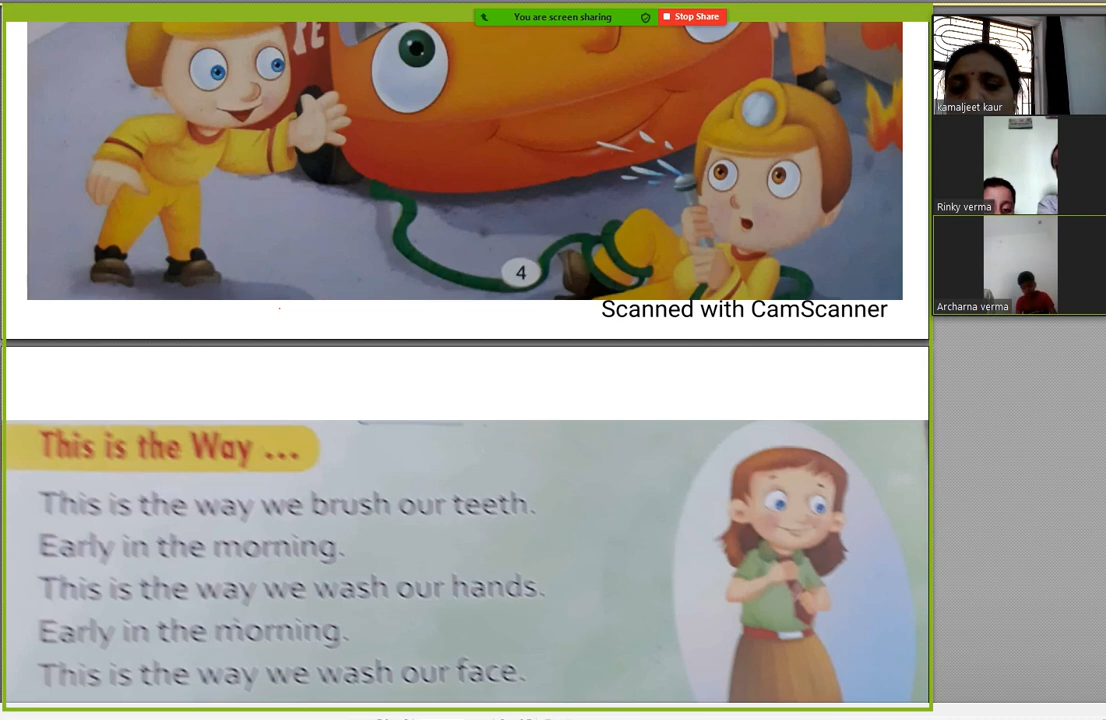 You are screen sharing
Stop Share
kamaljeet kaur
Rinky verma
Archarna verma
4
Scanned with CamScanner
This is the Way ...
This is the way we brush our teeth.
Early in the morning.
This is the way we wash our hands.
Early in the morning.
This is the way we wash our face.